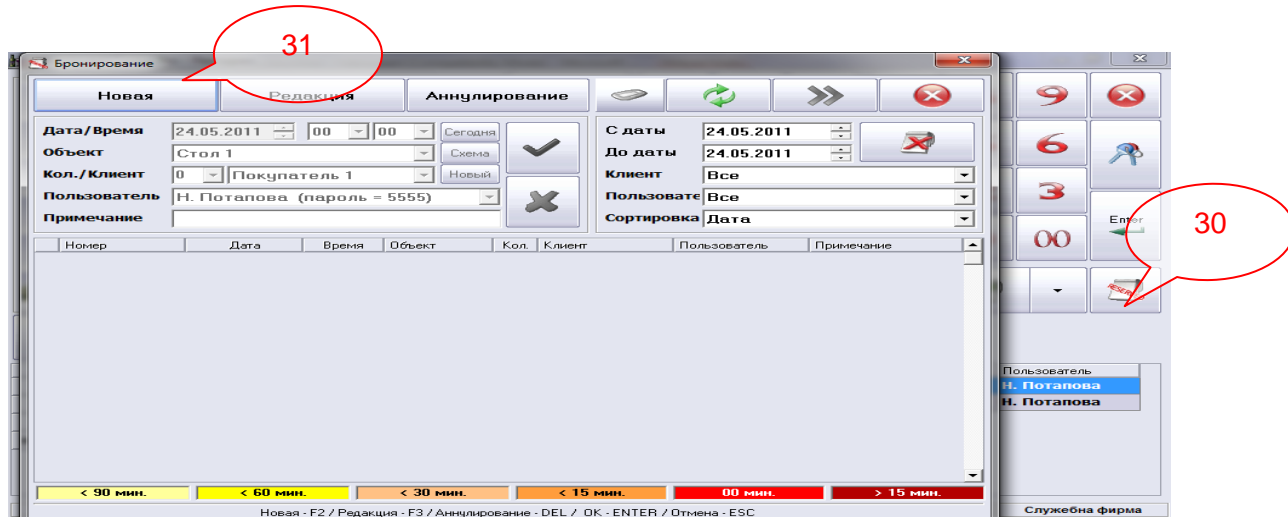 31
Бронирование
Новая Редакция Аннулирование
Дата/Время 24.05.2011 00 00 Сегодня
Объект Стол 1 Схема
Кол./Клиент 0 Покупатель 1 Новый
Пользователь Н. Потапова (пароль = 5555)
Примечание
С даты 24.05.2011
До даты 24.05.2011
Клиент Все
Пользовате Все
Сортировка Дата
Номер Дата Время Объект Кол. Клиент Пользователь Примечание
< 90 мин. < 60 мин. < 30 мин. < 15 мин. 00 мин. > 15 мин.
Новая - F2 / Редакция - F3 / Аннулирование - DEL / OK - ENTER / Отмена - ESC
9
6
3
Enter
00
30
RESERVE
Пользователь
Н. Потапова
Н. Потапова
Служебна фирма